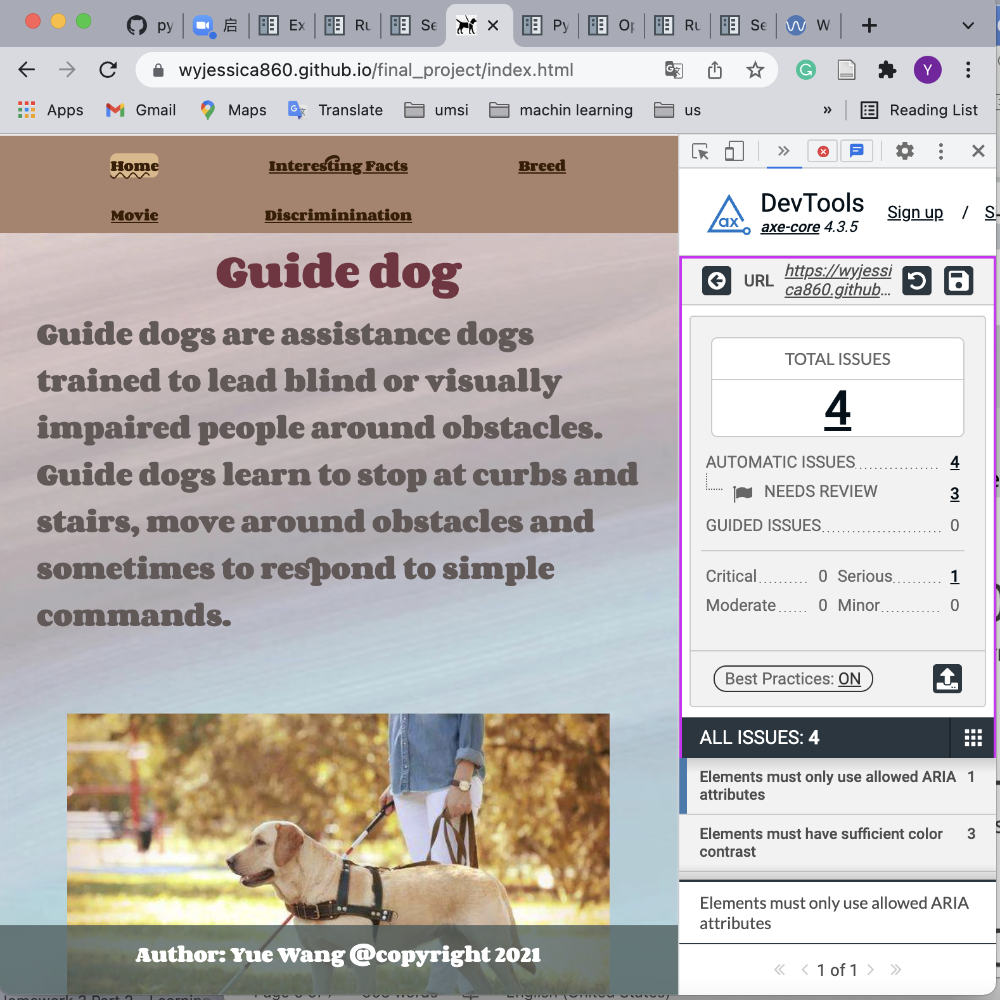 py
启
Ex
Ru
Se
Py
Ru
Se
W
wyjessica860.github.io/final_project/index.html
Y
Apps
Gmail
Maps
Translate
umsi
machin learning
us
»
Reading List
Home
Interesting Facts
Breed
Movie
Discriminination
Guide dog
Guide dogs are assistance dogs
trained to lead blind or visually
impaired people around obstacles.
Guide dogs learn to stop at curbs and
stairs, move around obstacles and
sometimes to respond to simple
commands.
Author: Yue Wang @copyright 2021
ax
DevTools
axe-core 4.3.5
Sign up / Si
URL
https://wyjessi
ca860.github...
TOTAL ISSUES
4
AUTOMATIC ISSUES 4
NEEDS REVIEW 3
GUIDED ISSUES 0
Critical 0 Serious 1
Moderate 0 Minor 0
Best Practices: ON
ALL ISSUES: 4
Elements must only use allowed ARIA 1
attributes
Elements must have sufficient color 3
contrast
Elements must only use allowed ARIA
attributes
1 of 1